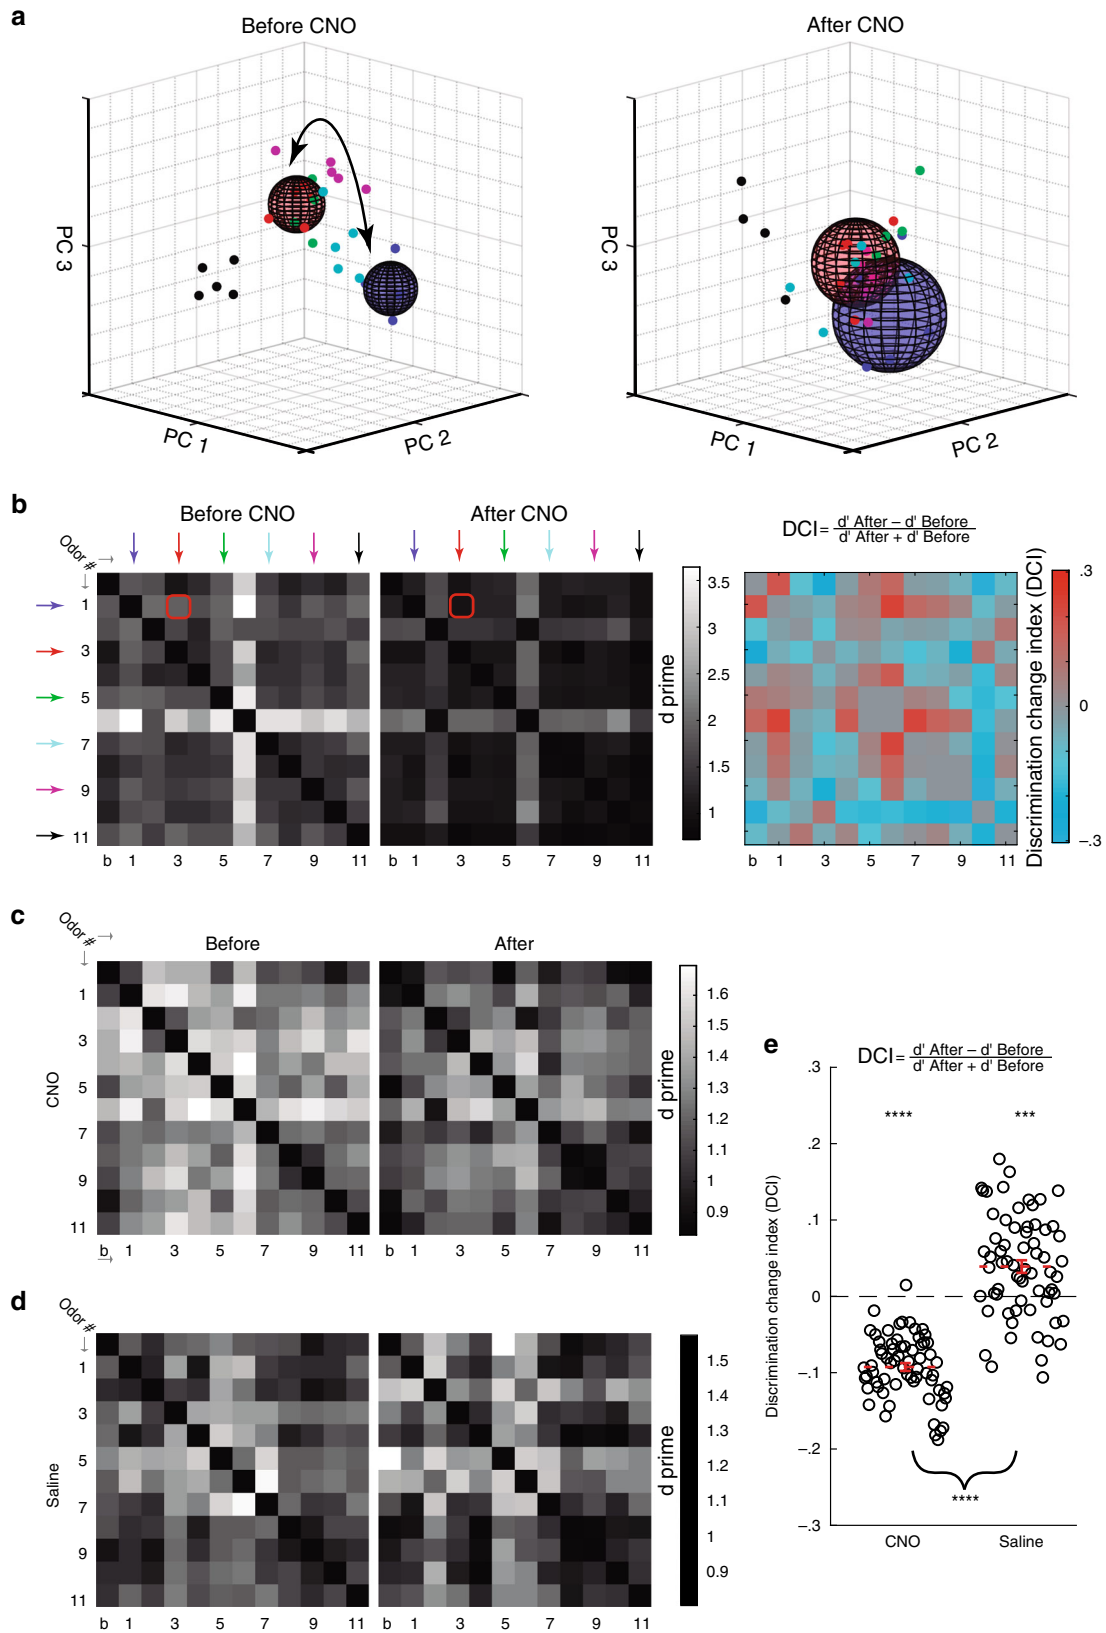 a
Before CNO
After CNO
PC 3
PC 1
PC 2
PC 3
PC 1
PC 2
b
Before CNO
After CNO
DCI = d' After – d' Before
d' After + d' Before
Odor #
1
3
5
7
9
11
b 1 3 5 7 9 11
b 1 3 5 7 9 11
3.5
3
2.5
2
1.5
1
d prime
b 1 3 5 7 9 11
.3
0
–.3
Discrimination change index (DCI)
c
Odor #
Before
After
CNO
1
3
5
7
9
11
b 1 3 5 7 9 11
b 1 3 5 7 9 11
1.6
1.5
1.4
1.3
1.2
1.1
1
0.9
d prime
d
Odor #
Saline
1
3
5
7
9
11
b 1 3 5 7 9 11
b 1 3 5 7 9 11
1.5
1.4
1.3
1.2
1.1
1
0.9
d prime
e
DCI = d' After – d' Before
d' After + d' Before
.3
.2
.1
0
–.1
–.2
–.3
Discrimination change index (DCI)
****
***
****
CNO
Saline